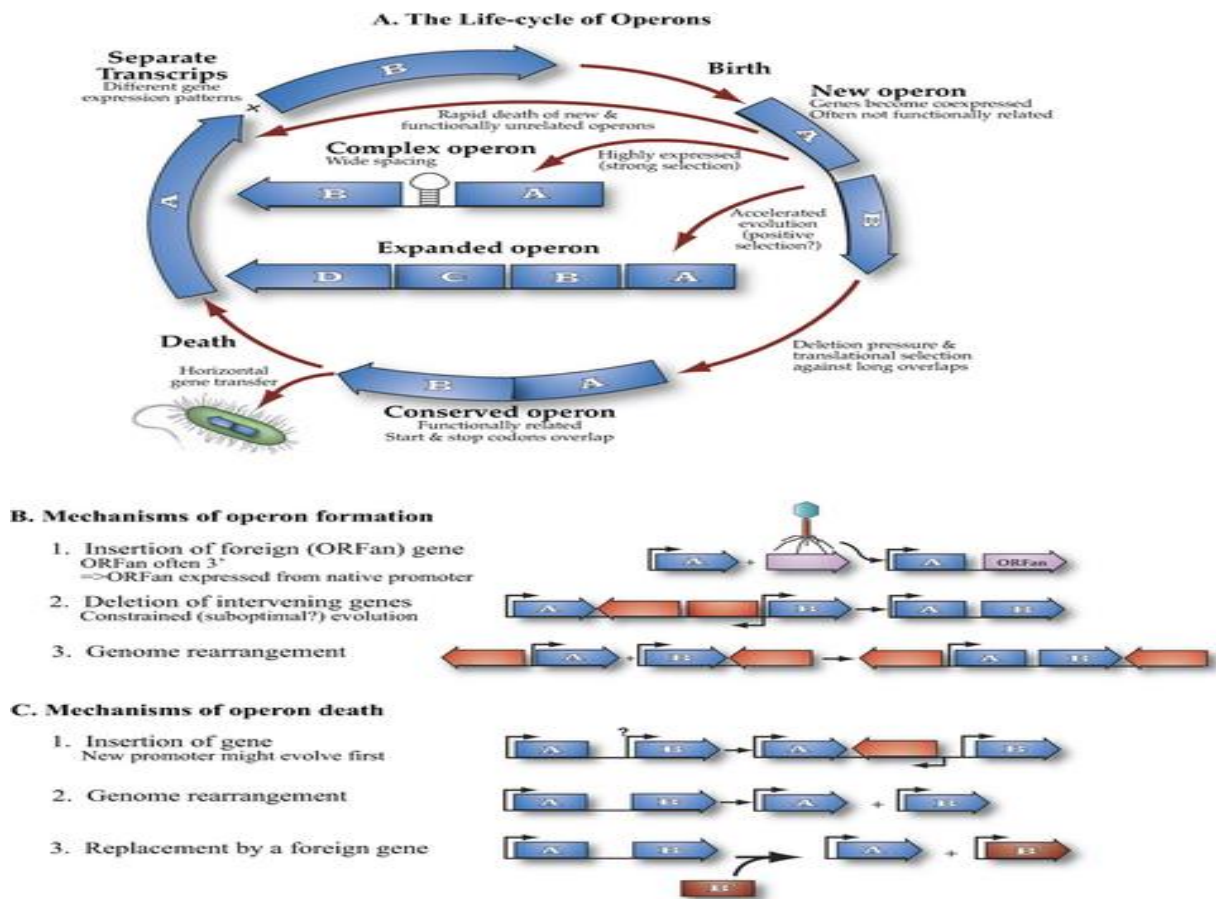 A. The Life-cycle of Operons
Separate
Transcrips
Different gene
expression patterns
B
Birth
New operon
Genes become coexpressed
Often not functionally related
A
B
Rapid death of new &
functionally unrelated operons
Complex operon
Wide spacing
Highly expressed
(strong selection)
B A
A
Accelerated
evolution
(positive
selection?)
Expanded operon
D C B A
Death
Deletion pressure &
translational selection
against long overlaps
Horizontal
gene transfer
B A
Conserved operon
Functionally related
Start & stop codons overlap
B. Mechanisms of operon formation
1. Insertion of foreign (ORFan) gene
ORFan often 3'
=>ORFan expressed from native promoter
A + A ORFan
2. Deletion of intervening genes
Constrained (suboptimal?) evolution
A B A B
3. Genome rearrangement
A + B A B
C. Mechanisms of operon death
1. Insertion of gene
New promoter might evolve first
A ? B A B
2. Genome rearrangement
A B A + B
3. Replacement by a foreign gene
A B A + B'
B'